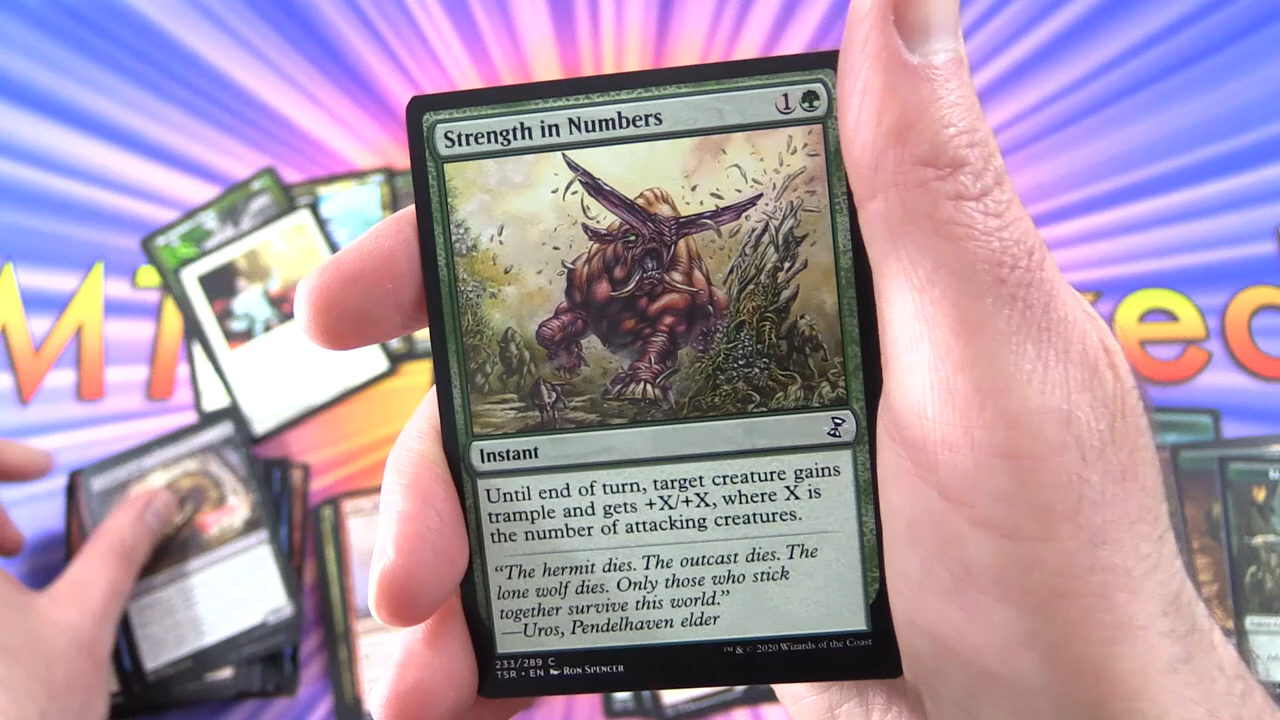 Strength in Numbers 1
Instant
Until end of turn, target creature gains
trample and gets +X/+X, where X is
the number of attacking creatures.
“The hermit dies. The outcast dies. The
lone wolf dies. Only those who stick
together survive this world.”
—Uros, Pendelhaven elder
233/289 C
TSR • EN RON SPENCER
™ & © 2020 Wizards of the Coast